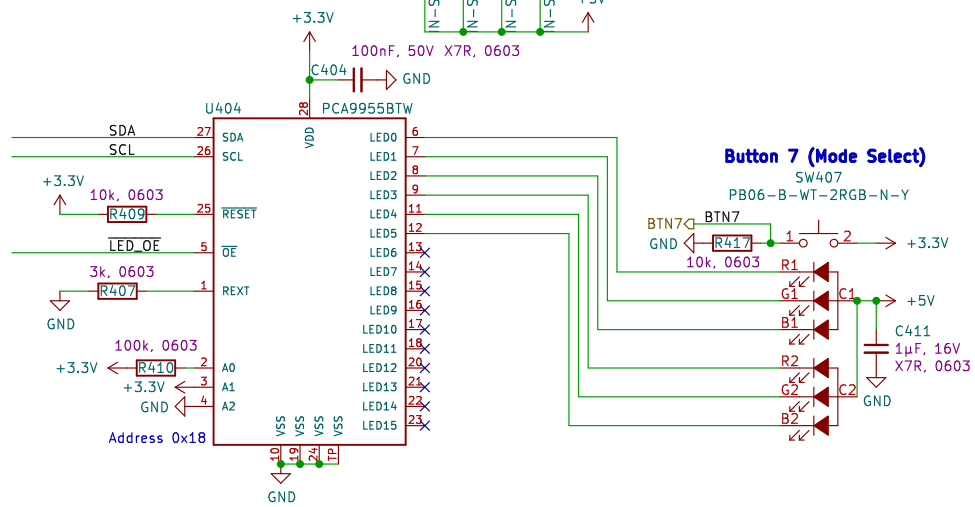 +3.3V
100nF, 50V X7R, 0603
C404
GND
U404
PCA9955BTW
28
VDD
SDA
27
SDA
LED0
6
SCL
26
SCL
LED1
7
LED2
8
+3.3V
LED3
9
10k, 0603
R409
25
RESET
LED4
11
LED5
12
LED_OE
5
OE
LED6
13
3k, 0603
LED7
14
R407
1
REXT
LED8
15
GND
LED9
16
LED10
17
100k, 0603
LED11
18
+3.3V
R410
2
A0
LED12
20
+3.3V
3
A1
LED13
21
GND
4
A2
LED14
22
LED15
23
Address 0x18
VSS
VSS
VSS
VSS
10
19
24
TP
GND
Button 7 (Mode Select)
SW407
PB06-B-WT-2RGB-N-Y
BTN7
BTN7
GND
R417
10k, 0603
1
2
+3.3V
R1
G1
C1
+5V
B1
C411
1µF, 16V
X7R, 0603
GND
R2
G2
C2
B2